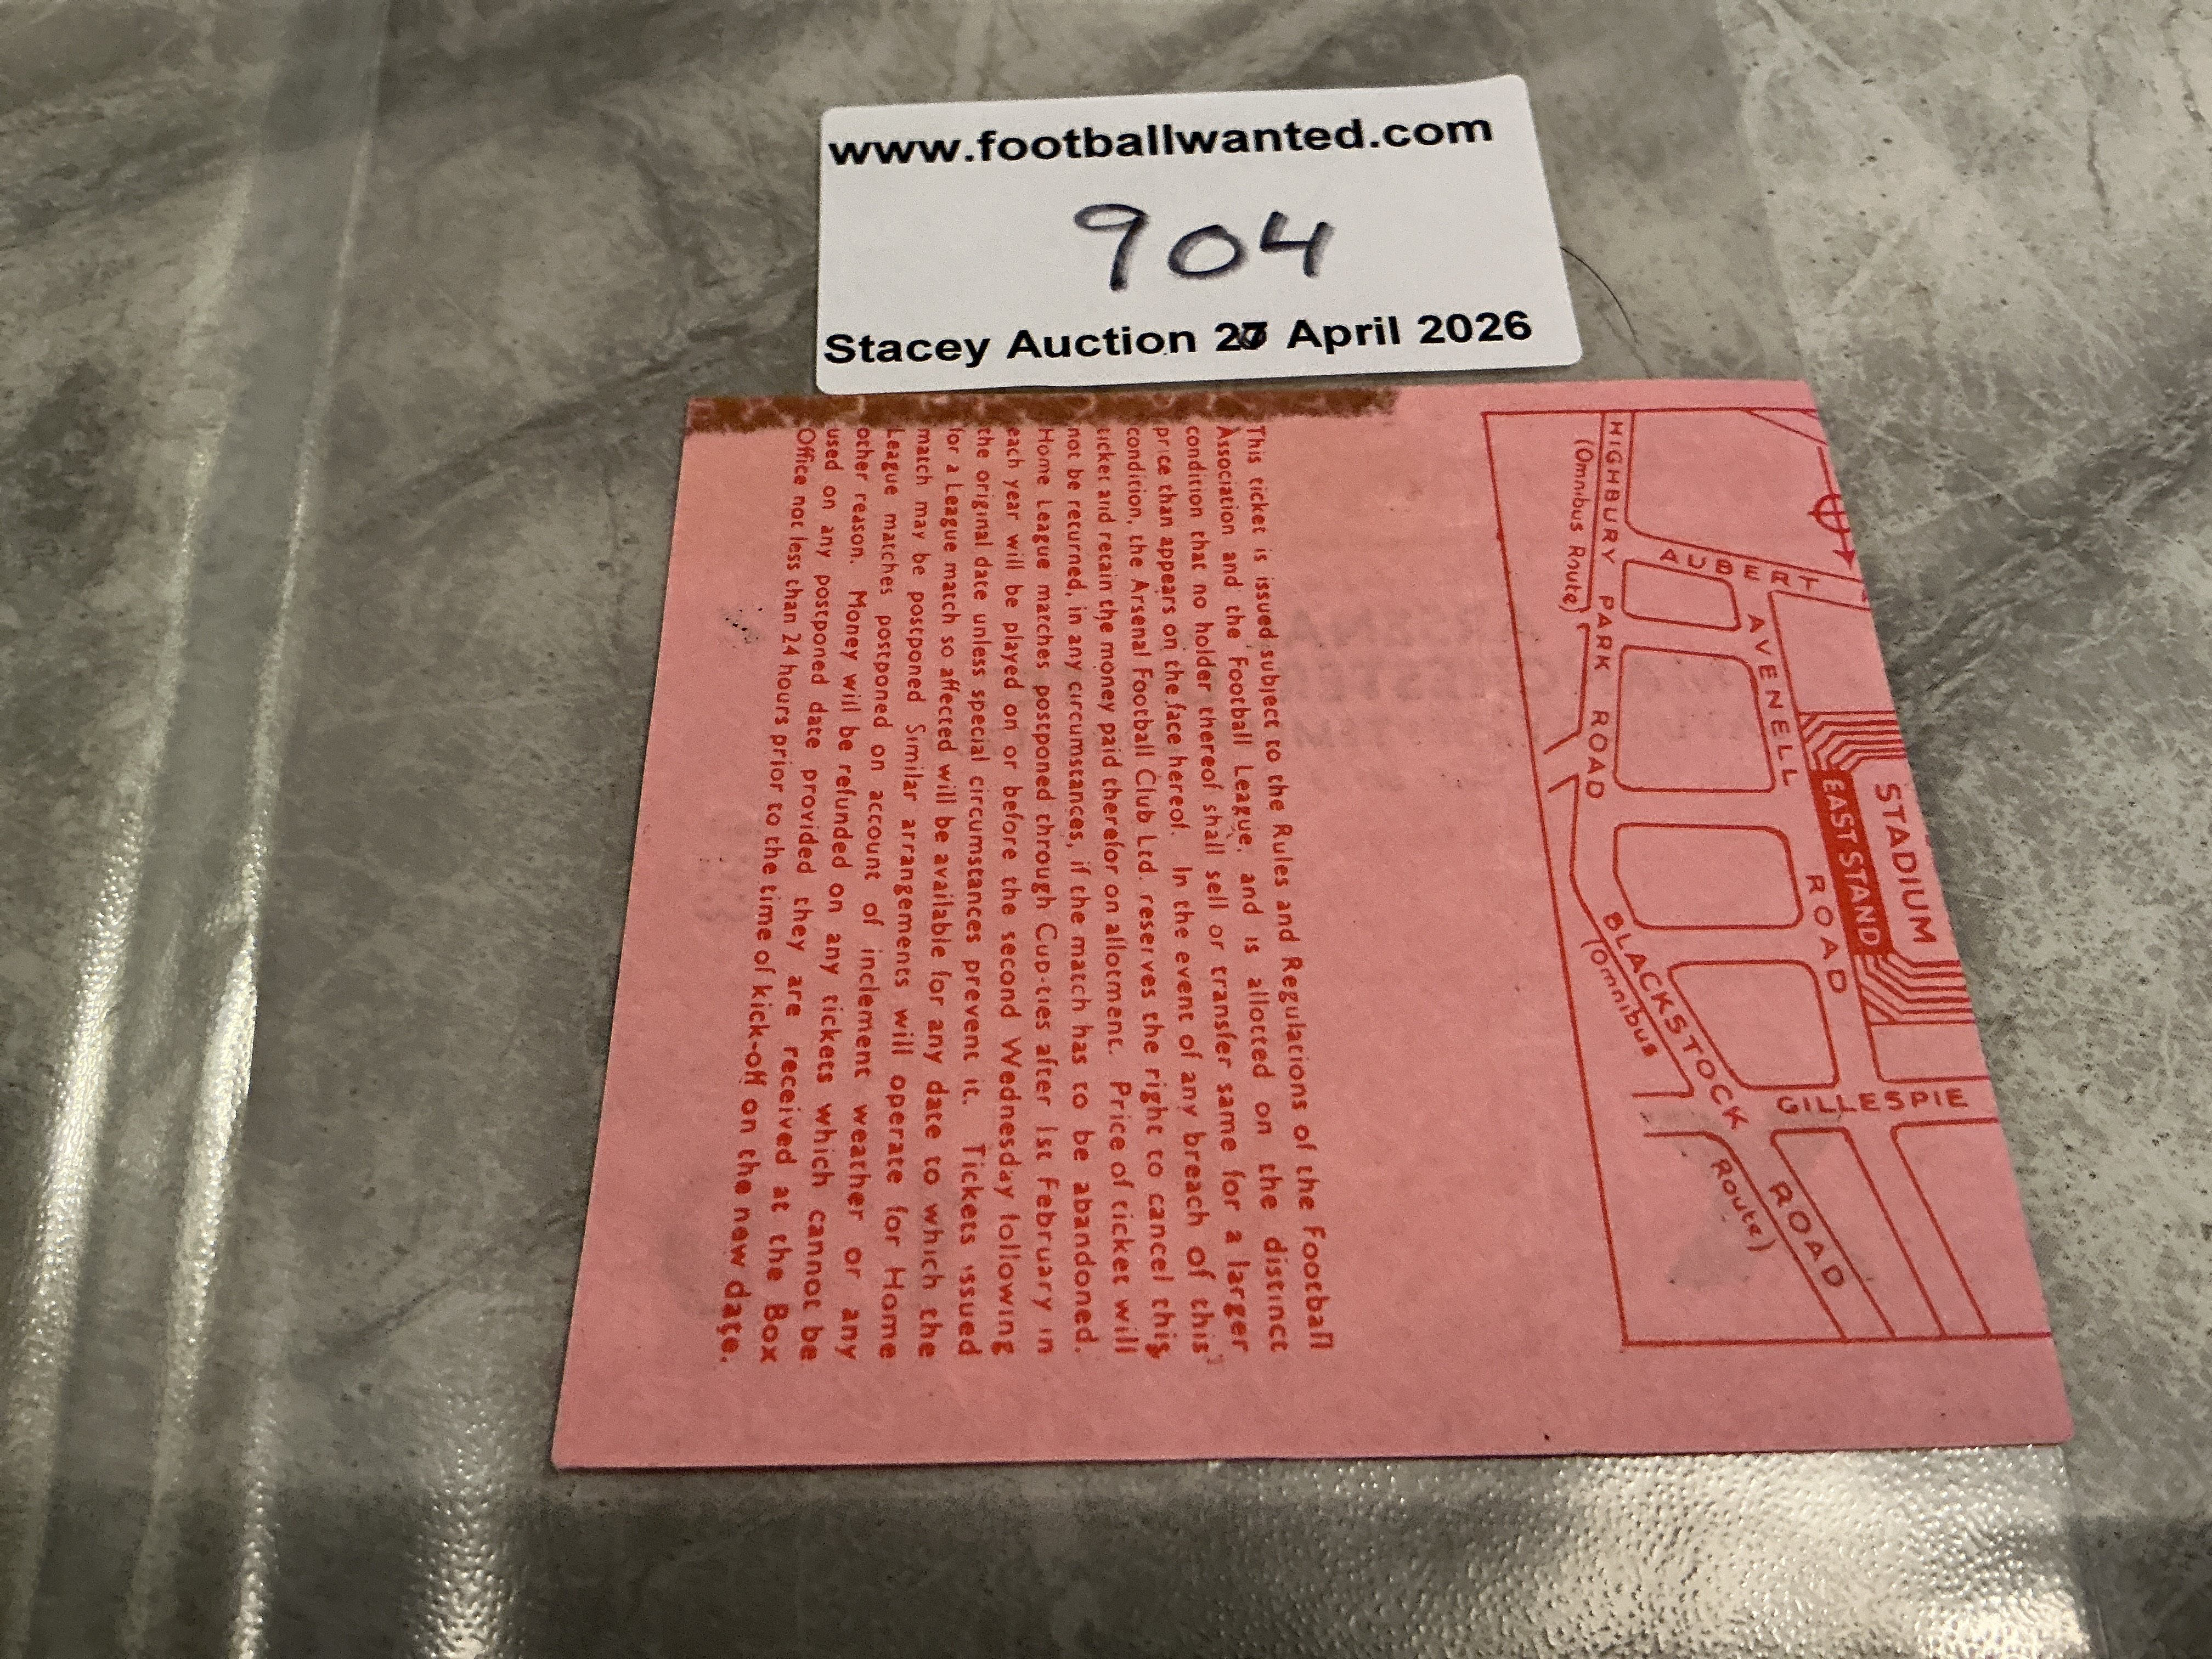 www.footballwanted.com
904
Stacey Auction 27 April 2026
HIGHBURY PARK ROAD
(Omnibus Route)
AUBERT
AVENELL ROAD
STADIUM
EAST STAND
BLACKSTOCK ROAD
(Omnibus Route)
GILLESPIE
This ticket is issued subject to the Rules and Regulations of the Football
Association and the Football League, and is allotted on the distinct
condition that no holder thereof shall sell or transfer same for a larger
price than appears on the face hereof. In the event of any breach of this
condition, the Arsenal Football Club Ltd. reserves the right to cancel this
ticket and retain the money paid therefor on allotment. Price of ticket will
not be returned, in any circumstances, if the match has to be abandoned.
Home League matches postponed through Cup-ties after 1st February in
each year will be played on or before the second Wednesday following
the original date unless special circumstances prevent it. Tickets issued
for a League match so affected will be available for any date to which the
match may be postponed Similar arrangements will operate for Home
League matches postponed on account of inclement weather or any
other reason. Money will be refunded on any tickets which cannot be
used on any postponed date provided they are received at the Box
Office not less than 24 hours prior to the time of kick-off on the new date.